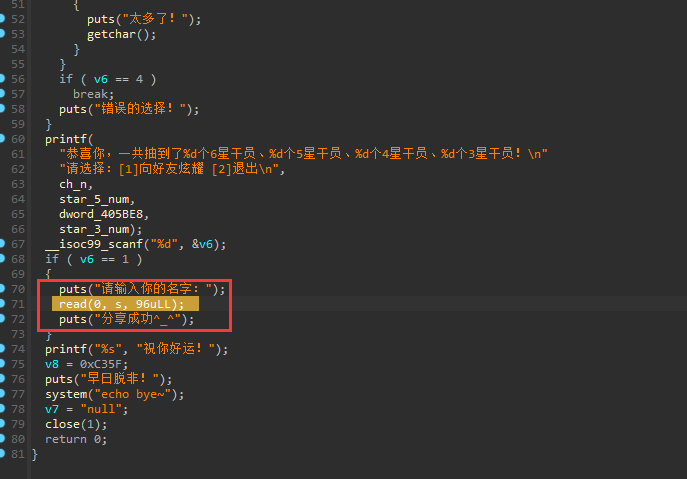 51 {
52 puts("太多了！");
53 getchar();
54 }
55 }
56 if ( v6 == 4 )
57 break;
58 puts("错误的选择！");
59 }
60 printf(
61 "恭喜你，一共抽到了%d个6星干员、%d个5星干员、%d个4星干员、%d个3星干员！\n"
62 "请选择：[1]向好友炫耀 [2]退出\n",
63 ch_n,
64 star_5_num,
65 dword_405BE8,
66 star_3_num);
67 __isoc99_scanf("%d", &v6);
68 if ( v6 == 1 )
69 {
70 puts("请输入你的名字：");
71 read(0, s, 96uLL);
72 puts("分享成功^_^");
73 }
74 printf("%s", "祝你好运！");
75 v8 = 0xC35F;
76 puts("早日脱非！");
77 system("echo bye~");
78 v7 = "null";
79 close(1);
80 return 0;
81 }